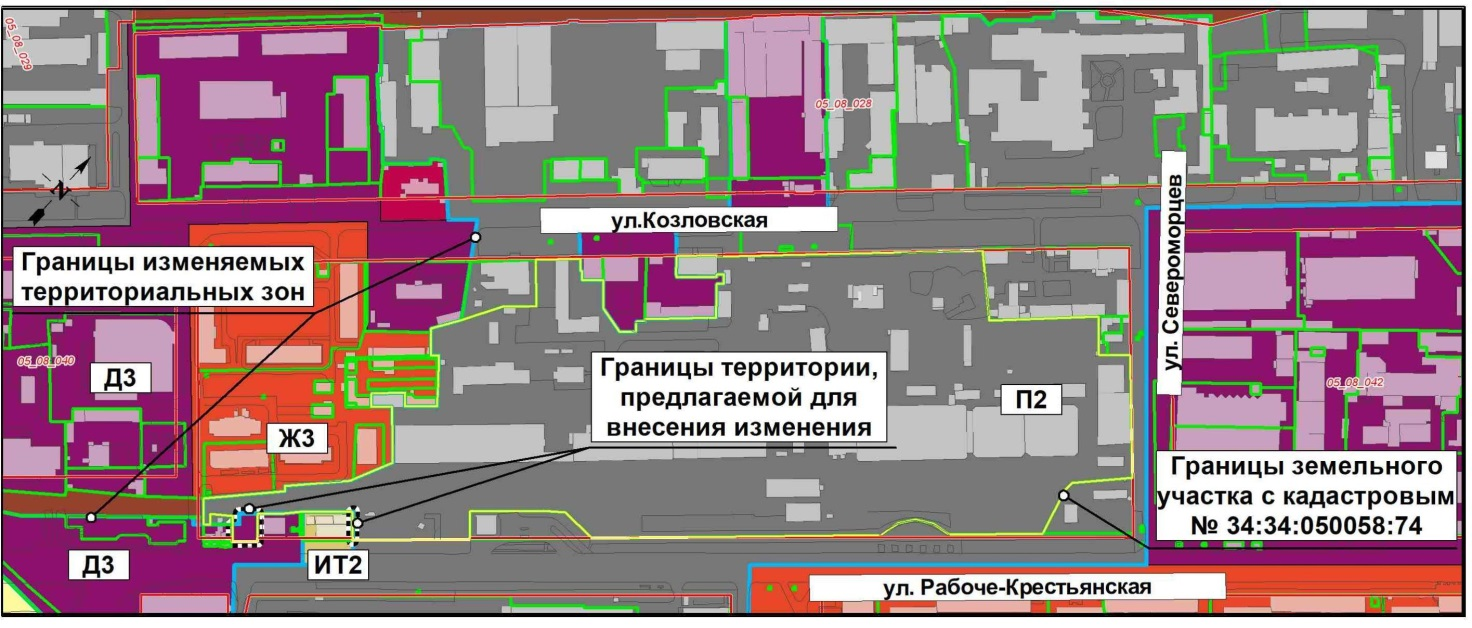 05_08_029
05_08_028
N
ул.Козловская
ул. Североморцев
Границы изменяемых
территориальных зон
05_08_040
Д3
Границы территории,
предлагаемой для
внесения изменения
П2
05_08_042
Ж3
Границы земельного
участка с кадастровым
№ 34:34:050058:74
Д3
ИТ2
ул. Рабоче-Крестьянская